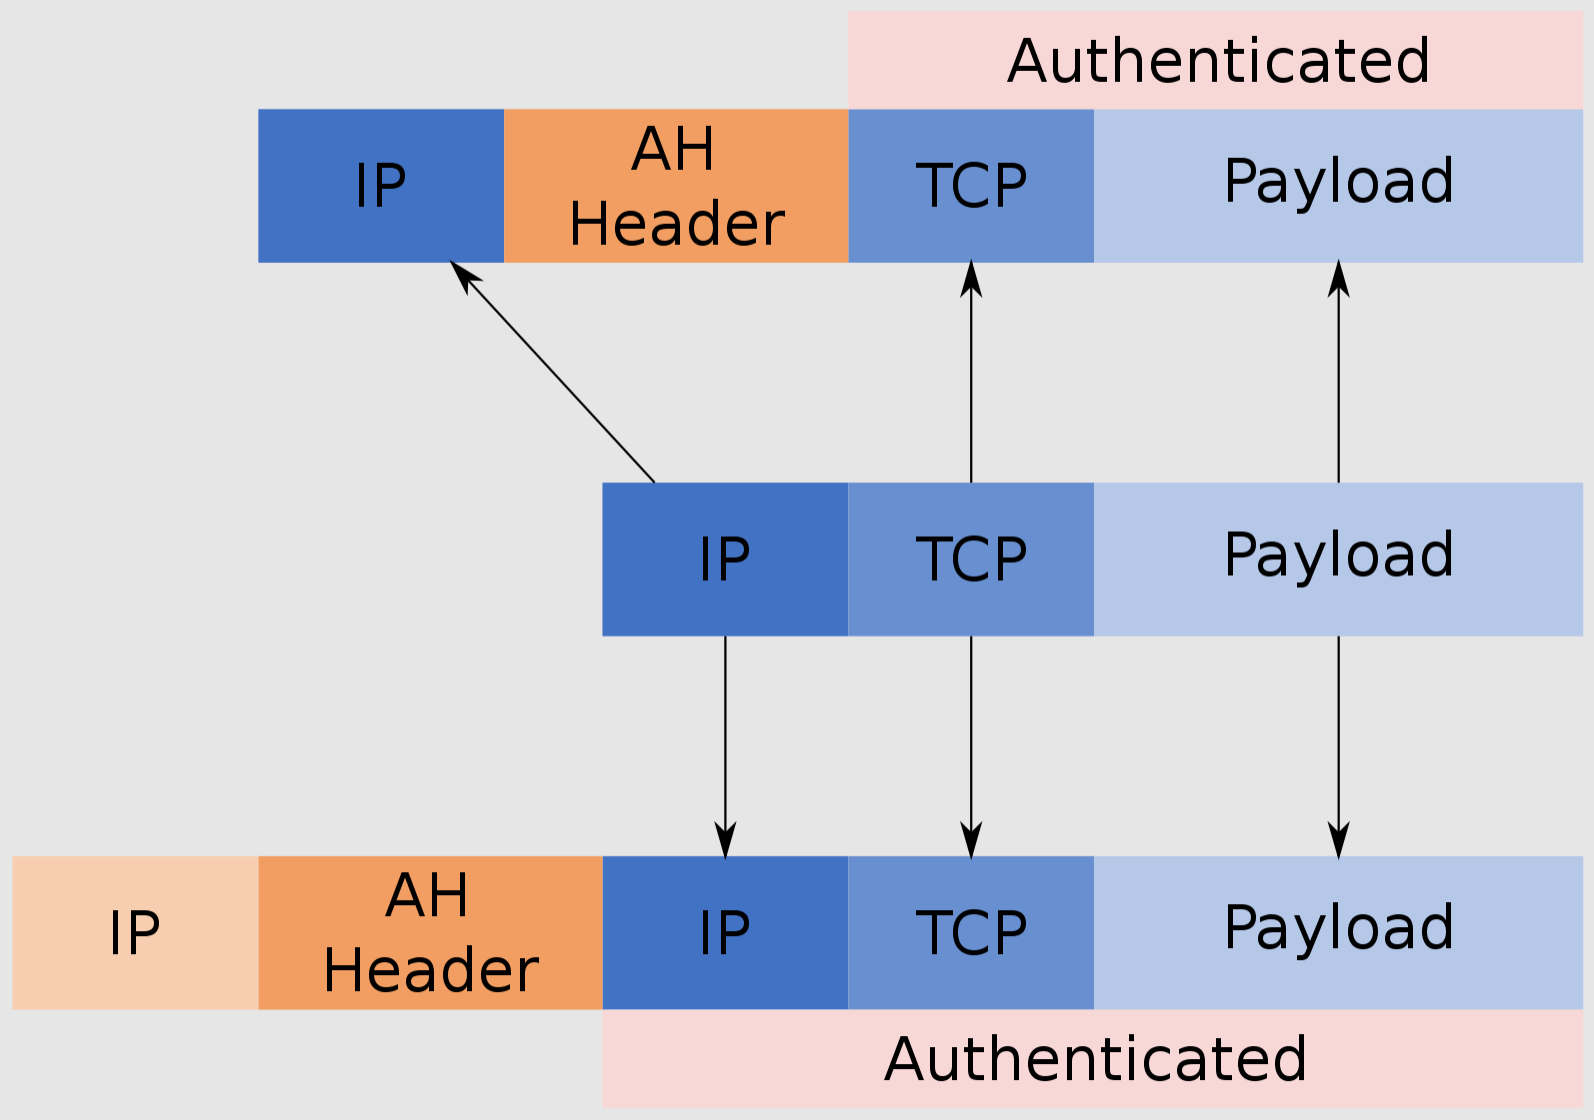 Authenticated
IP
AH
Header
TCP
Payload
IP
TCP
Payload
IP
AH
Header
IP
TCP
Payload
Authenticated